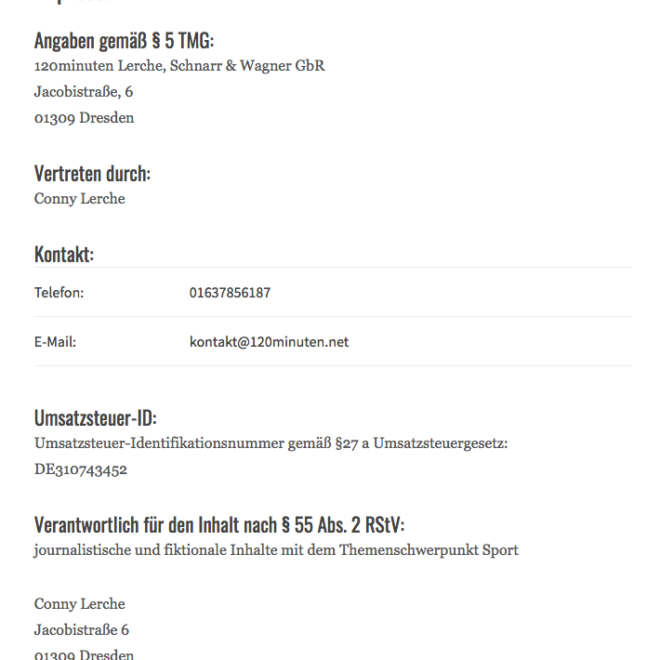 Angaben gemäß § 5 TMG:
120minuten Lerche, Schnarr & Wagner GbR
Jacobistraße, 6
01309 Dresden
Vertreten durch:
Conny Lerche
Kontakt:
Telefon: 01637856187
E-Mail: kontakt@120minuten.net
Umsatzsteuer-ID:
Umsatzsteuer-Identifikationsnummer gemäß §27 a Umsatzsteuergesetz:
DE310743452
Verantwortlich für den Inhalt nach § 55 Abs. 2 RStV:
journalistische und fiktionale Inhalte mit dem Themenschwerpunkt Sport
Conny Lerche
Jacobistraße 6
01309 Dresden